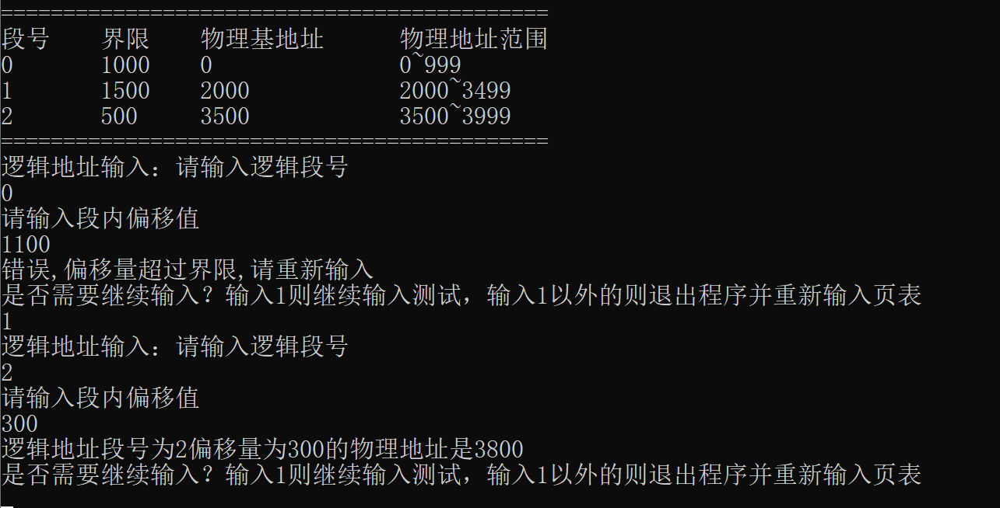 ============================================
段号 界限 物理基地址 物理地址范围
0 1000 0 0~999
1 1500 2000 2000~3499
2 500 3500 3500~3999
============================================
逻辑地址输入：请输入逻辑段号
0
请输入段内偏移值
1100
错误,偏移量超过界限,请重新输入
是否需要继续输入？输入1则继续输入测试，输入1以外的则退出程序并重新输入页表
1
逻辑地址输入：请输入逻辑段号
2
请输入段内偏移值
300
逻辑地址段号为2偏移量为300的物理地址是3800
是否需要继续输入？输入1则继续输入测试，输入1以外的则退出程序并重新输入页表